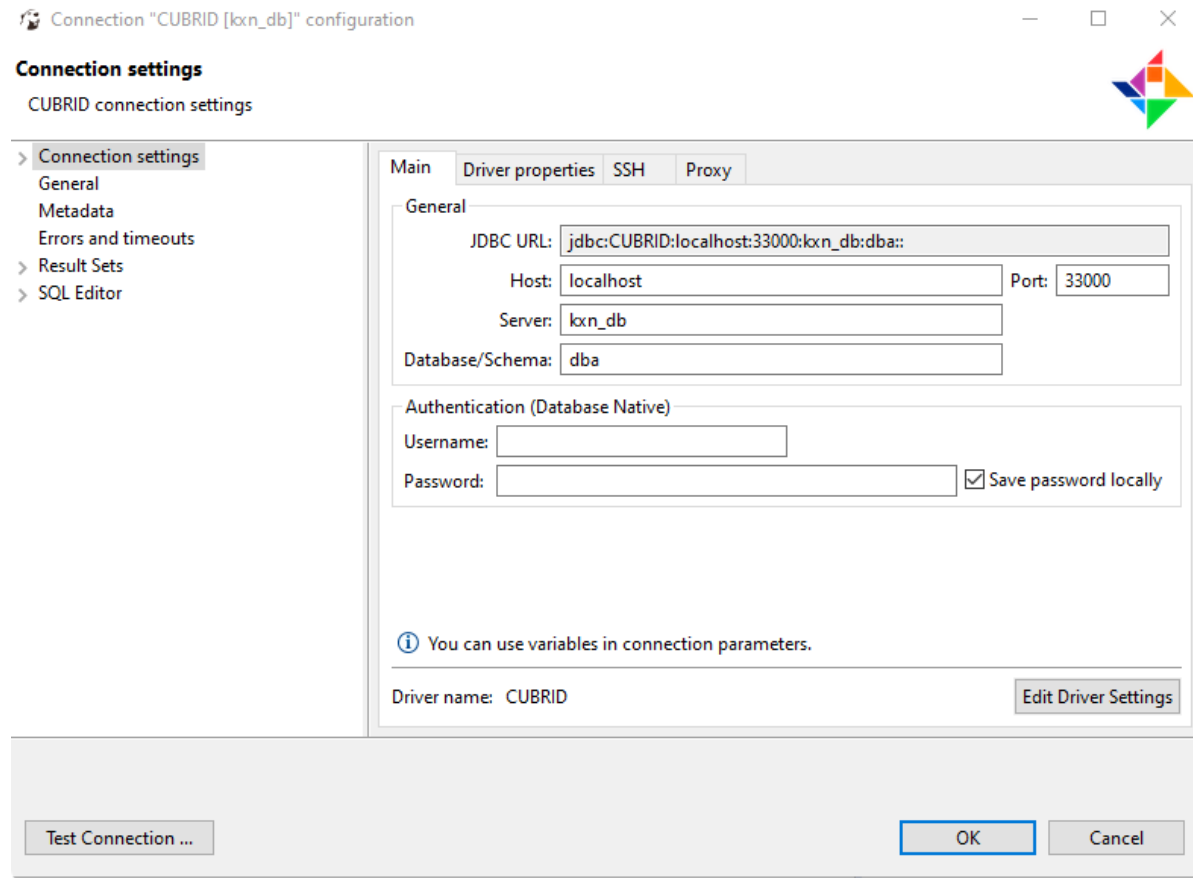 Connection "CUBRID [kxn_db]" configuration
Connection settings
CUBRID connection settings
Connection settings
General
Metadata
Errors and timeouts
Result Sets
SQL Editor
Main Driver properties SSH Proxy
General
JDBC URL: jdbc:CUBRID:localhost:33000:kxn_db:dba::
Host: localhost Port: 33000
Server: kxn_db
Database/Schema: dba
Authentication (Database Native)
Username:
Password: Save password locally
You can use variables in connection parameters.
Driver name: CUBRID Edit Driver Settings
Test Connection ... OK Cancel